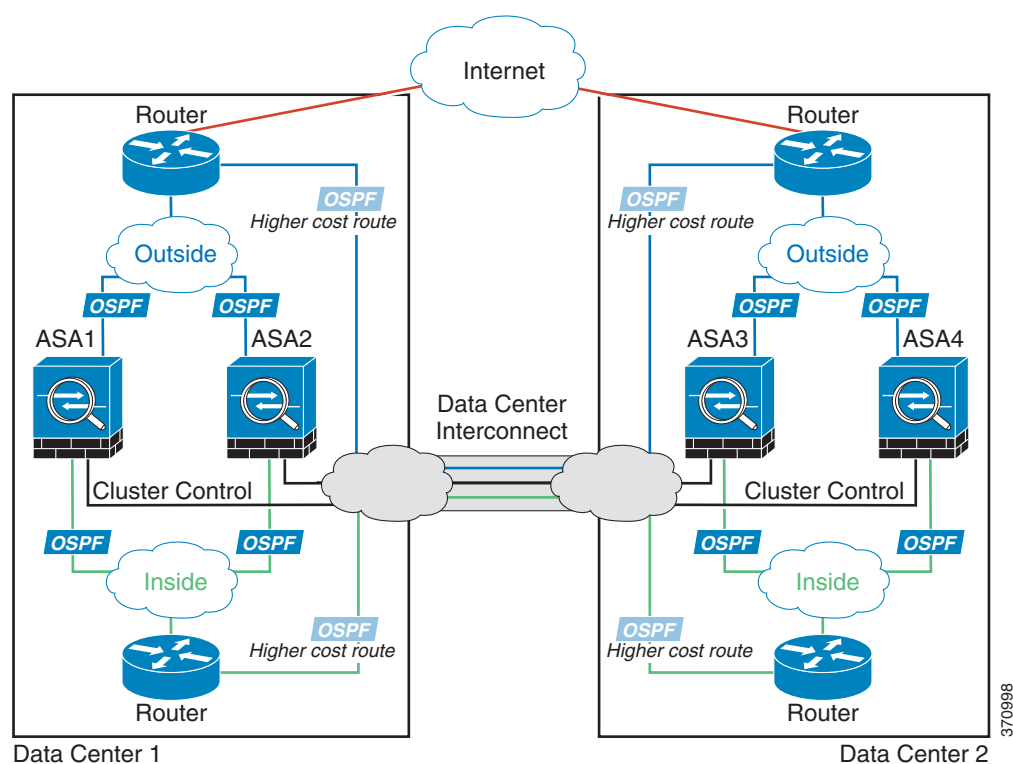 Internet
Router
Router
OSPF
Higher cost route
OSPF
Higher cost route
Outside
Outside
OSPF
OSPF
OSPF
OSPF
ASA1
ASA2
ASA3
ASA4
Data Center
Interconnect
Cluster Control
Cluster Control
OSPF
OSPF
OSPF
OSPF
Inside
Inside
OSPF
Higher cost route
OSPF
Higher cost route
Router
Router
370998
Data Center 1
Data Center 2